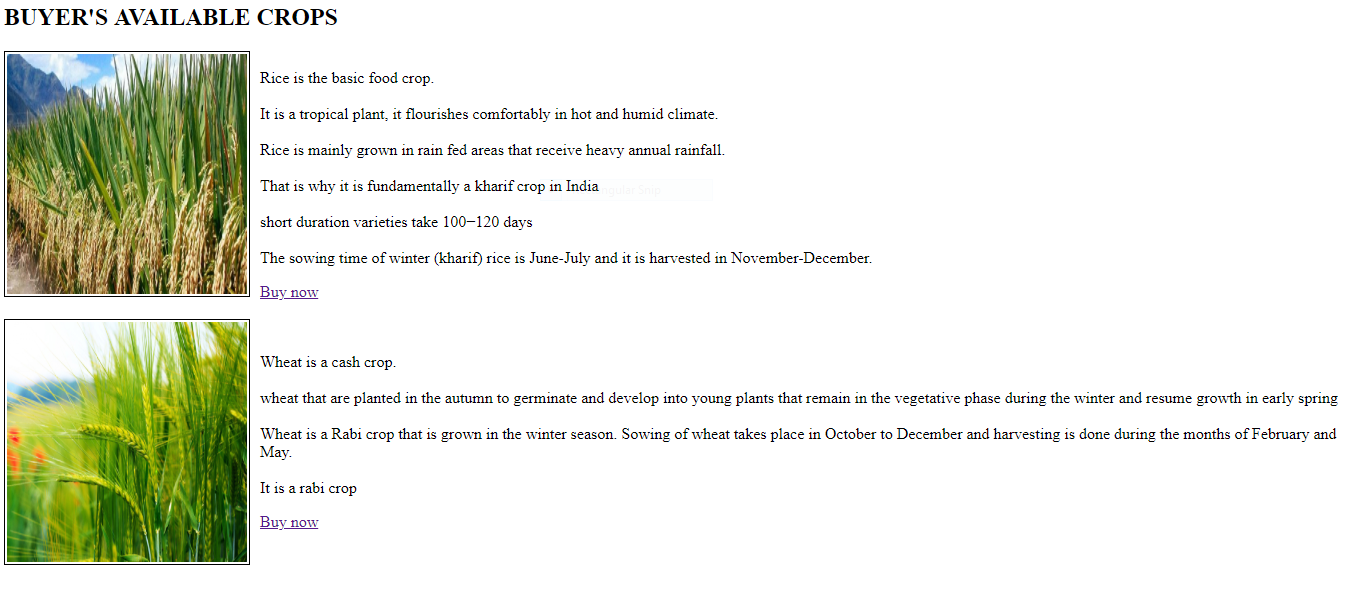 BUYER'S AVAILABLE CROPS
Rice is the basic food crop.
It is a tropical plant, it flourishes comfortably in hot and humid climate.
Rice is mainly grown in rain fed areas that receive heavy annual rainfall.
That is why it is fundamentally a kharif crop in India
short duration varieties take 100−120 days
The sowing time of winter (kharif) rice is June-July and it is harvested in November-December.
Buy now
Wheat is a cash crop.
wheat that are planted in the autumn to germinate and develop into young plants that remain in the vegetative phase during the winter and resume growth in early spring
Wheat is a Rabi crop that is grown in the winter season. Sowing of wheat takes place in October to December and harvesting is done during the months of February and
May.
It is a rabi crop
Buy now